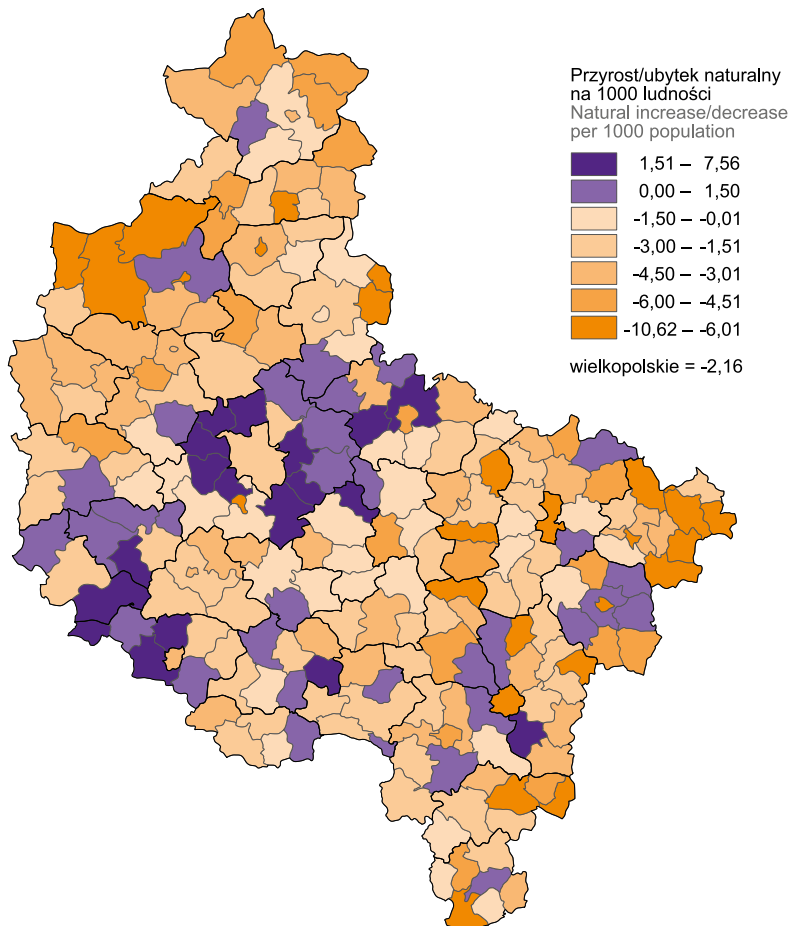 Przyrost/ubytek naturalny
na 1000 ludności
Natural increase/decrease
per 1000 population
1,51 – 7,56
0,00 – 1,50
-1,50 – -0,01
-3,00 – -1,51
-4,50 – -3,01
-6,00 – -4,51
-10,62 – -6,01
wielkopolskie = -2,16